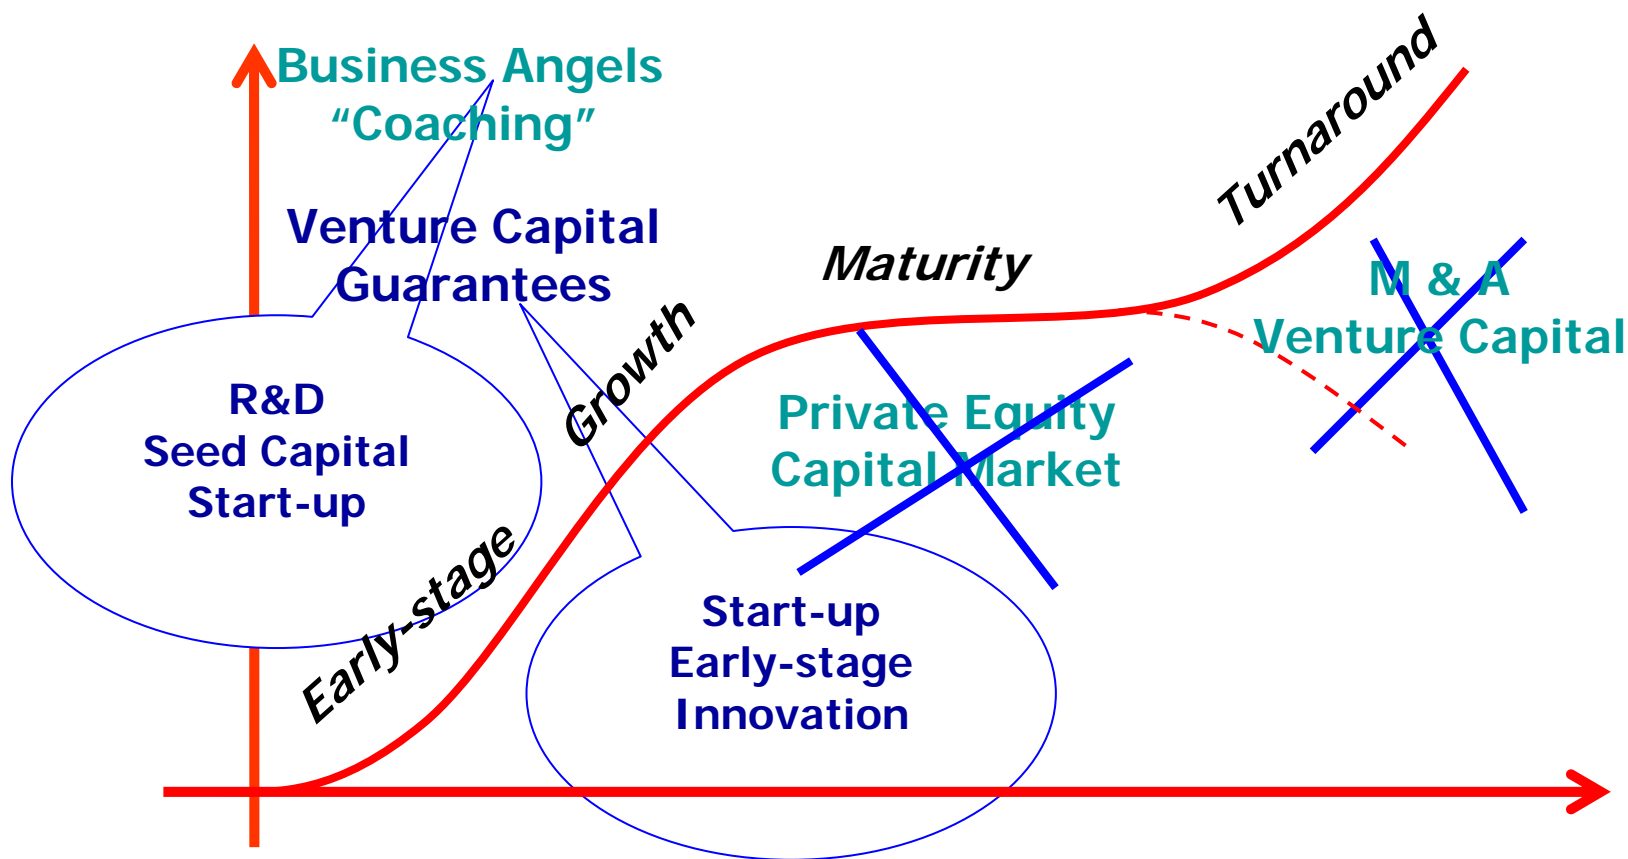 Business Angels
“Coaching”
Venture Capital
Guarantees
R&D
Seed Capital
Start-up
Early-stage
Growth
Maturity
Turnaround
Private Equity
Capital Market
M & A
Venture Capital
Start-up
Early-stage
Innovation